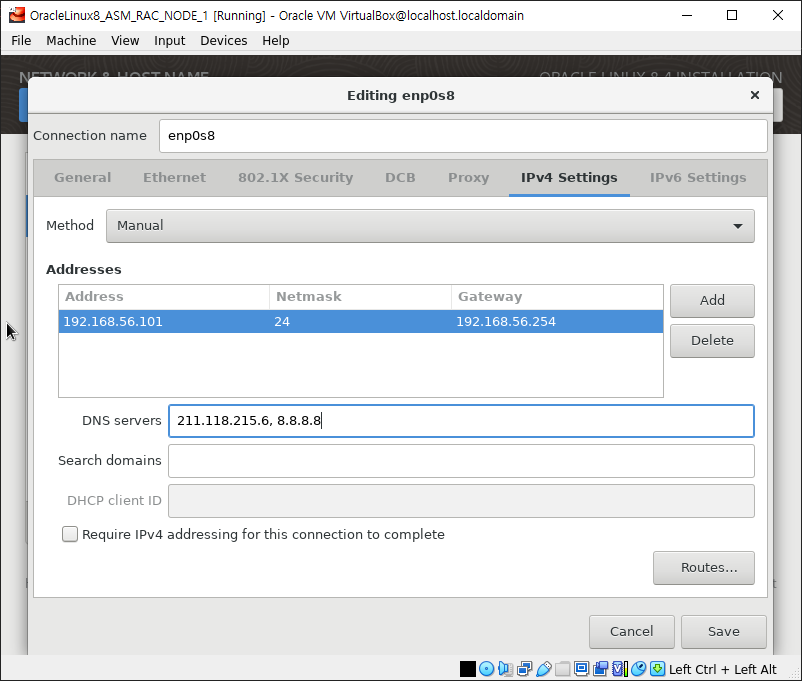 OracleLinux8_ASM_RAC_NODE_1 [Running] - Oracle VM VirtualBox@localhost.localdomain
File Machine View Input Devices Help
NETWORK & HOST NAME ORACLE LINUX 8.4 INSTALLATION
Editing enp0s8
Connection name enp0s8
General Ethernet 802.1X Security DCB Proxy IPv4 Settings IPv6 Settings
Method Manual
Addresses
Address Netmask Gateway
192.168.56.101 24 192.168.56.254
Add
Delete
DNS servers 211.118.215.6, 8.8.8.8
Search domains
DHCP client ID
Require IPv4 addressing for this connection to complete
Routes...
Cancel Save
Left Ctrl + Left Alt